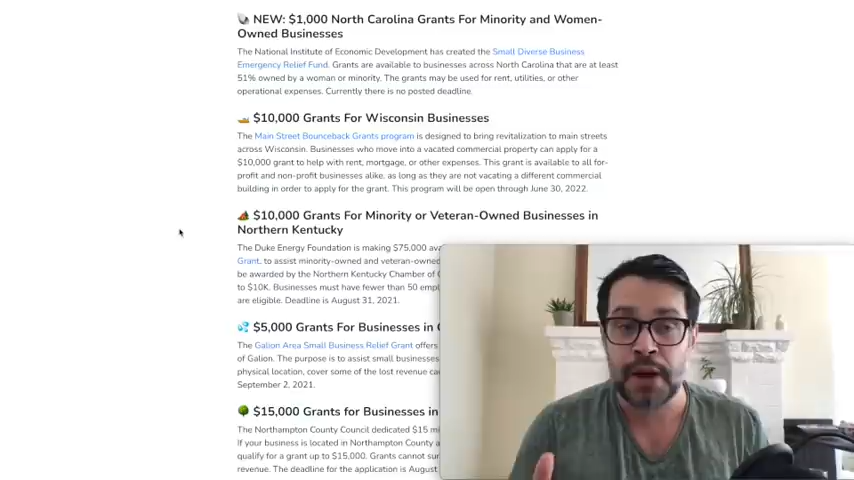 NEW: $1,000 North Carolina Grants For Minority and Women-
Owned Businesses
The National Institute of Economic Development has created the Small Diverse Business
Emergency Relief Fund. Grants are available to businesses across North Carolina that are at least
51% owned by a woman or minority. The grants may be used for rent, utilities, or other
operational expenses. Currently there is no posted deadline.
$10,000 Grants For Wisconsin Businesses
The Main Street Bounceback Grants program is designed to bring revitalization to main streets
across Wisconsin. Businesses who move into a vacated commercial property can apply for a
$10,000 grant to help with rent, mortgage, or other expenses. This grant is available to all for-
profit and non-profit businesses alike, as long as they are not vacating a different commercial
building in order to apply for the grant. This program will be open through June 30, 2022.
$10,000 Grants For Minority or Veteran-Owned Businesses in
Northern Kentucky
The Duke Energy Foundation is making $75,000 ava
Grant, to assist minority-owned and veteran-owned
be awarded by the Northern Kentucky Chamber of C
to $10K. Businesses must have fewer than 50 empl
are eligible. Deadline is August 31, 2021.
$5,000 Grants For Businesses in G
The Galion Area Small Business Relief Grant offers
of Galion. The purpose is to assist small businesses
physical location, cover some of the lost revenue cau
September 2, 2021.
$15,000 Grants for Businesses in
The Northampton County Council dedicated $15 mi
If your business is located in Northampton County a
qualify for a grant up to $15,000. Grants cannot sur
revenue. The deadline for the application is August